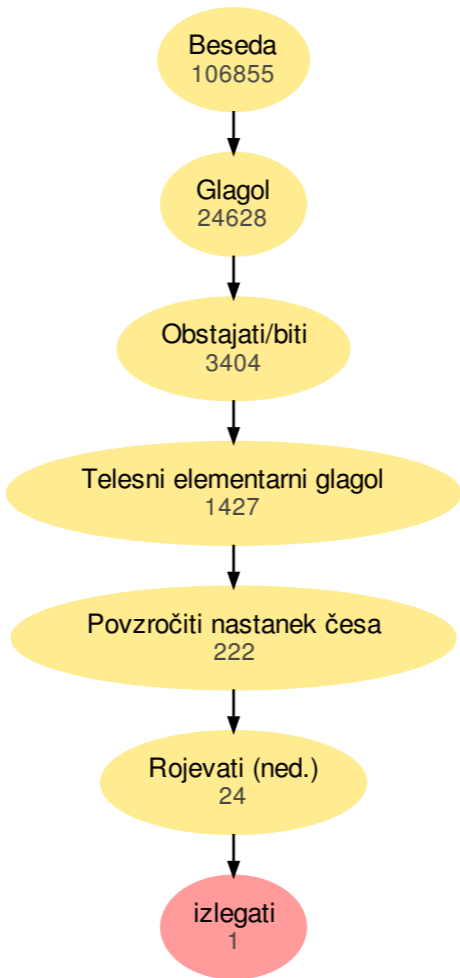 Beseda
106855
Glagol
24628
Obstajati/biti
3404
Telesni elementarni glagol
1427
Povzročiti nastanek česa
222
Rojevati (ned.)
24
izlegati
1